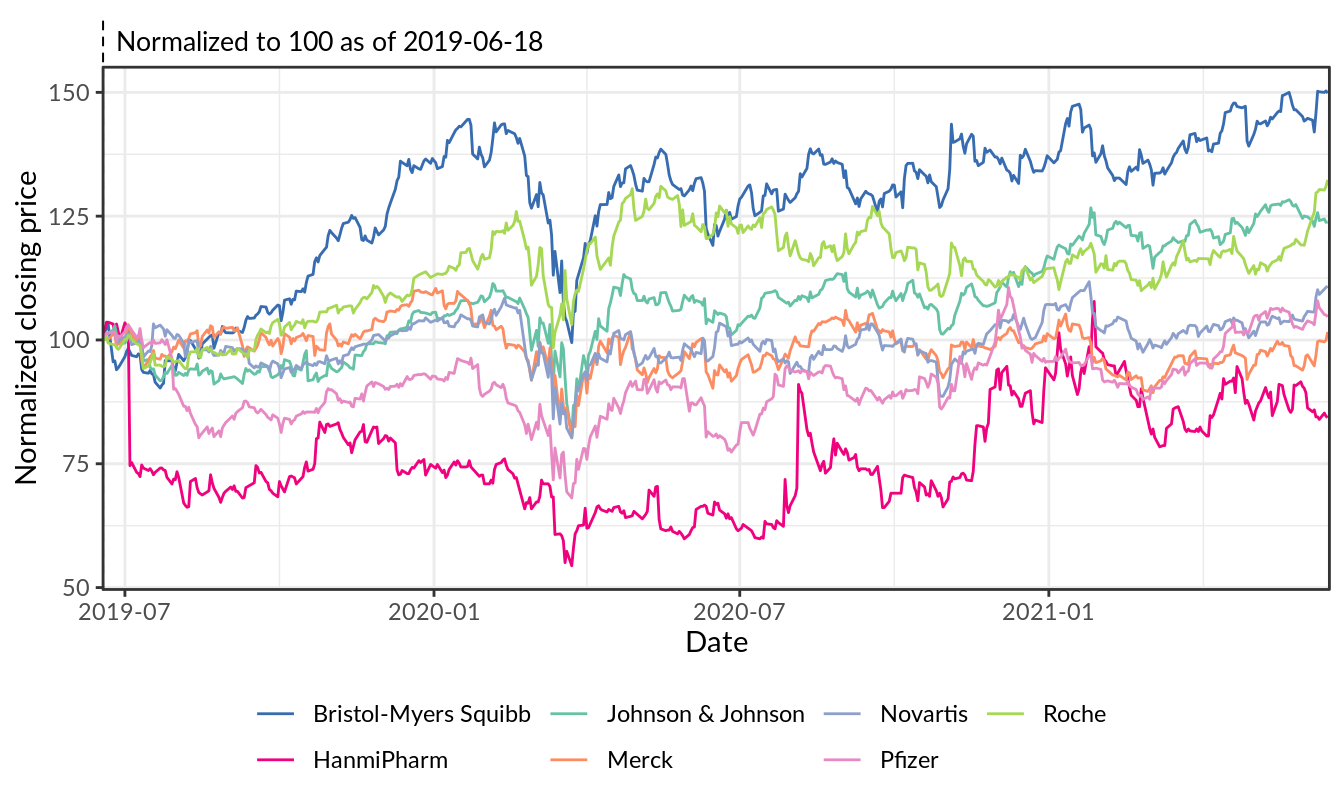 Normalized to 100 as of 2019-06-18
150
125
100
75
50
Normalized closing price
2019-07
2020-01
2020-07
2021-01
Date
Bristol-Myers Squibb
Johnson & Johnson
Novartis
Roche
HanmiPharm
Merck
Pfizer